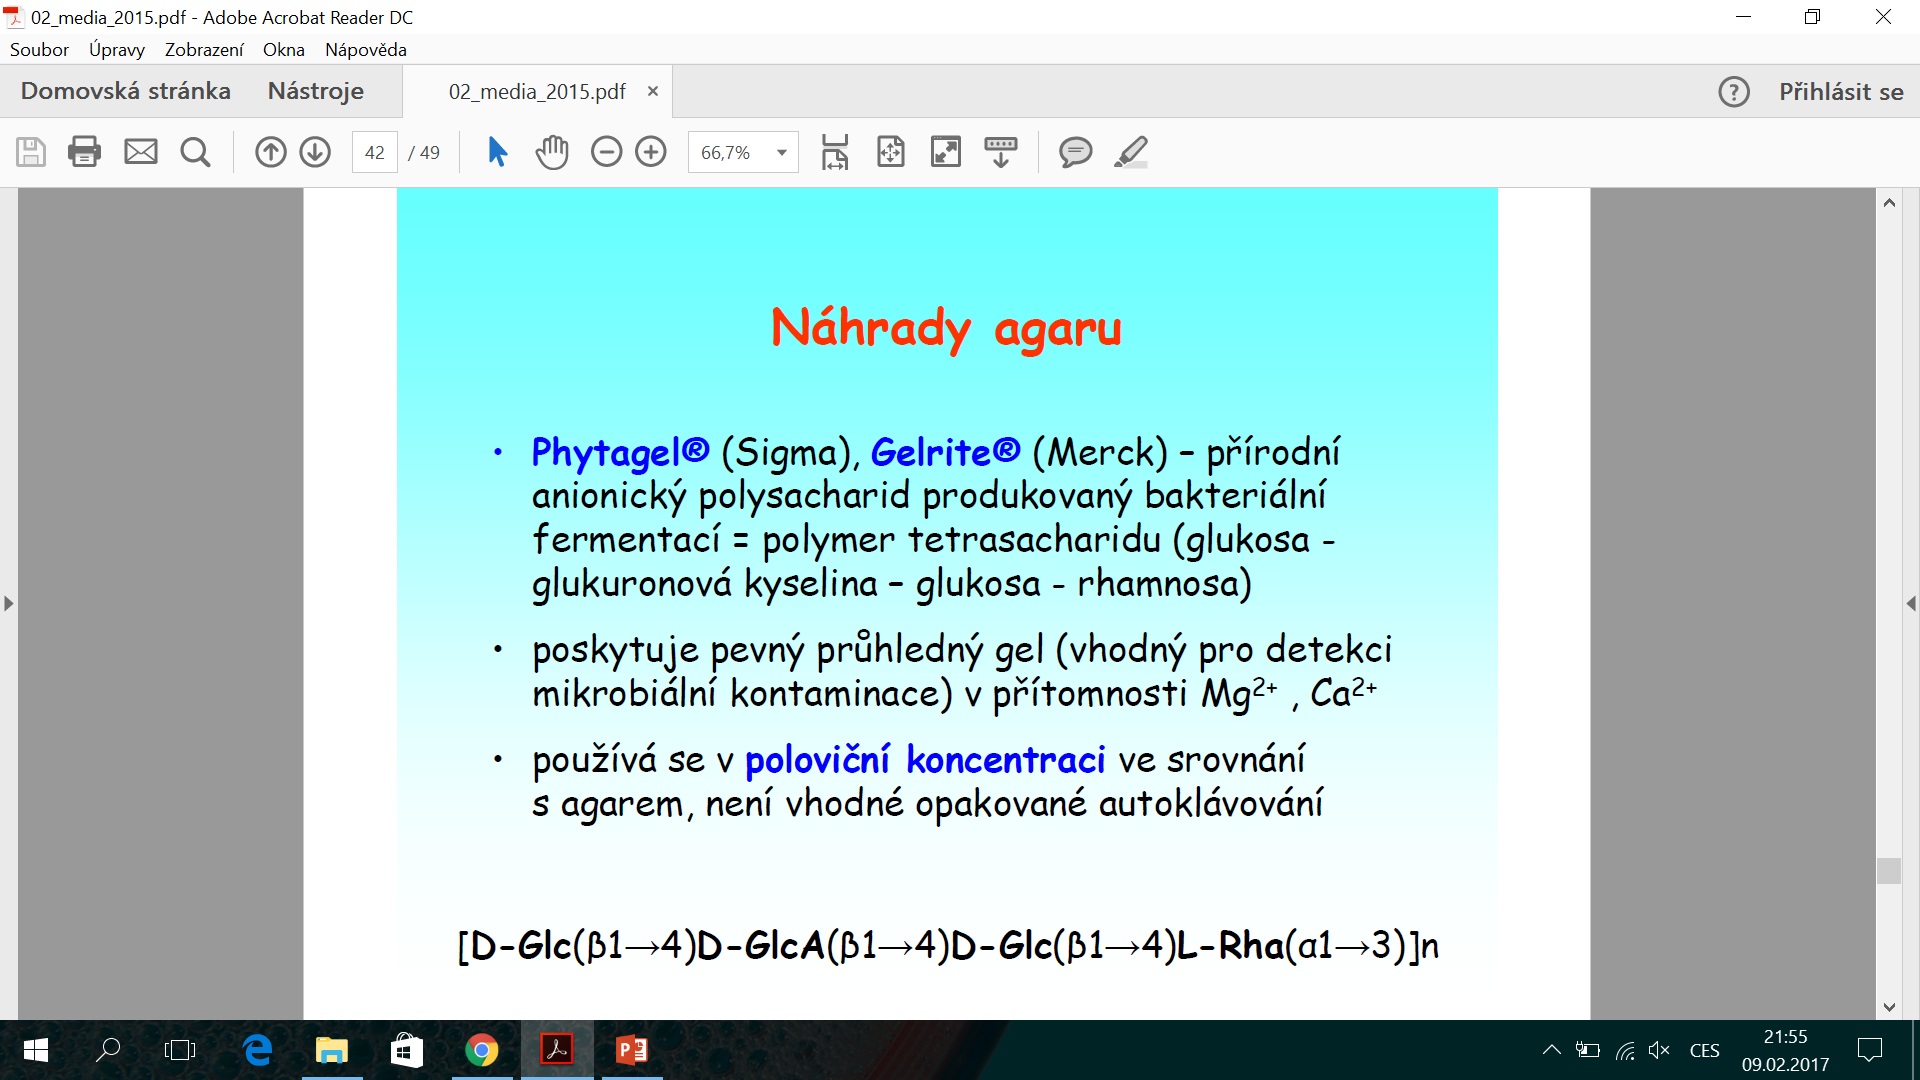 02_media_2015.pdf - Adobe Acrobat Reader DC
Soubor Úpravy Zobrazení Okna Nápověda
Domovská stránka Nástroje 02_media_2015.pdf × ? Přihlásit se
42 / 49 66,7%
Náhrady agaru
• Phytagel® (Sigma), Gelrite® (Merck) – přírodní
anionický polysacharid produkovaný bakteriální
fermentací = polymer tetrasacharidu (glukosa -
glukuronová kyselina – glukosa - rhamnosa)
• poskytuje pevný průhledný gel (vhodný pro detekci
mikrobiální kontaminace) v přítomnosti Mg²⁺ , Ca²⁺
• používá se v poloviční koncentraci ve srovnání
s agarem, není vhodné opakované autoklávování
[D-Glc(β1→4)D-GlcA(β1→4)D-Glc(β1→4)L-Rha(α1→3)]n
CES
21:55
09.02.2017